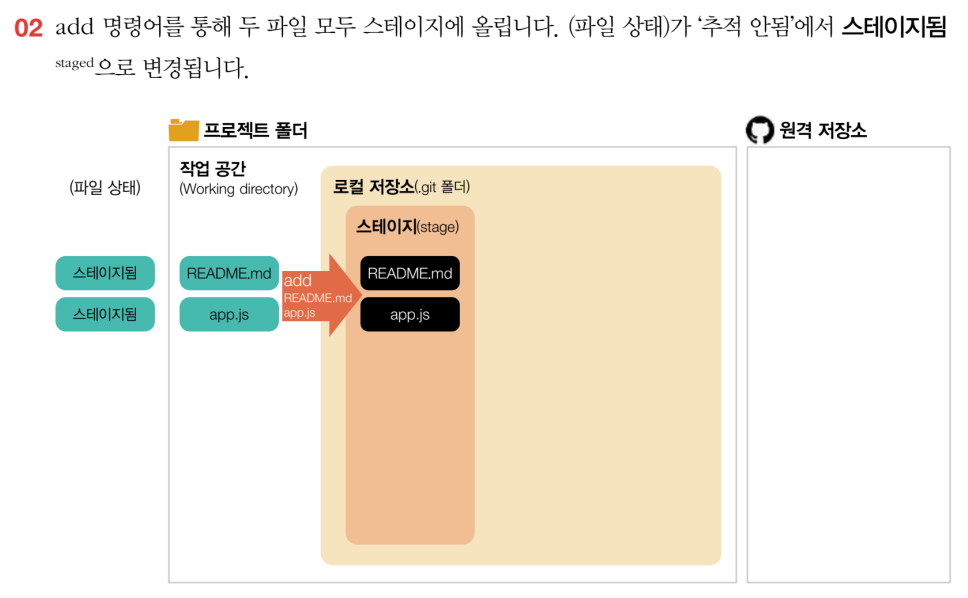 02 add 명령어를 통해 두 파일 모두 스테이지에 올립니다. (파일 상태)가 ‘추적 안됨’에서 스테이지됨
staged으로 변경됩니다.
프로젝트 폴더
원격 저장소
작업 공간
(Working directory)
(파일 상태)
로컬 저장소(.git 폴더)
스테이지(stage)
스테이지됨
README.md
add
README.md
app.js
README.md
스테이지됨
app.js
app.js